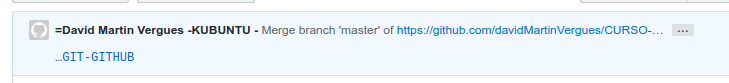 =David Martin Vergues -KUBUNTU - Merge branch 'master' of https://github.com/davidMartinVergues/CURSO-… …
…GIT-GITHUB